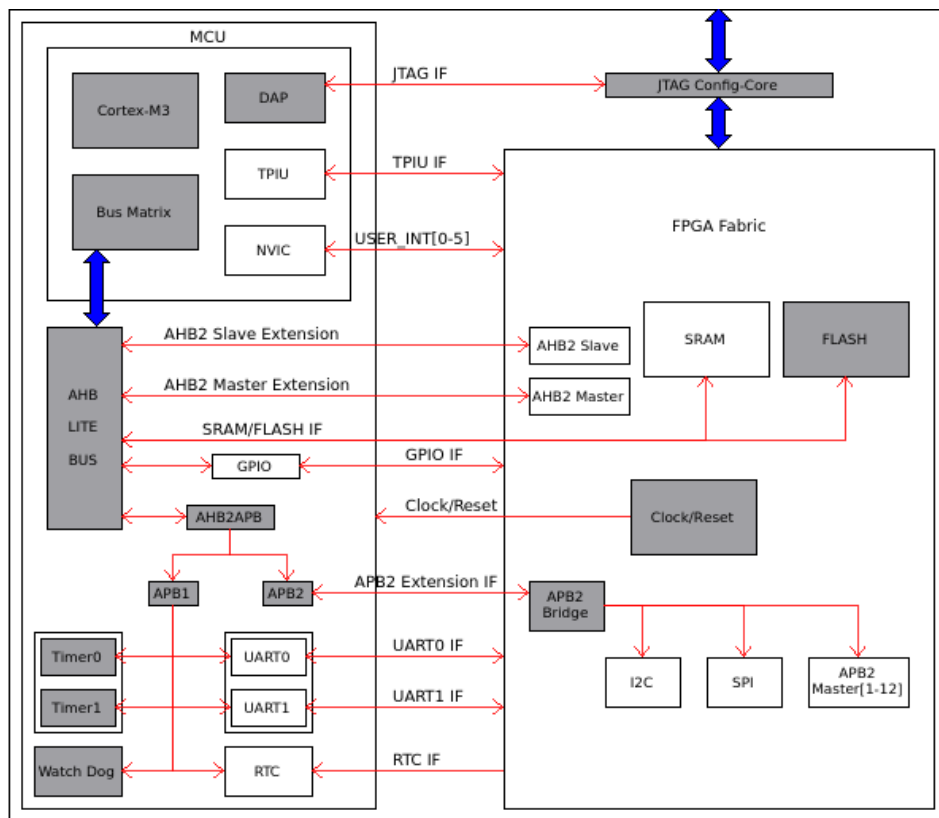 MCU
Cortex-M3
DAP
JTAG IF
JTAG Config-Core
TPIU
TPIU IF
Bus Matrix
NVIC
USER_INT[0-5]
FPGA Fabric
AHB
LITE
BUS
AHB2 Slave Extension
AHB2 Slave
SRAM
FLASH
AHB2 Master Extension
AHB2 Master
SRAM/FLASH IF
GPIO
GPIO IF
Clock/Reset
Clock/Reset
AHB2APB
APB1
APB2
APB2 Extension IF
APB2
Bridge
Timer0
UART0
UART0 IF
I2C
SPI
APB2
Master[1-12]
Timer1
UART1
UART1 IF
Watch Dog
RTC
RTC IF